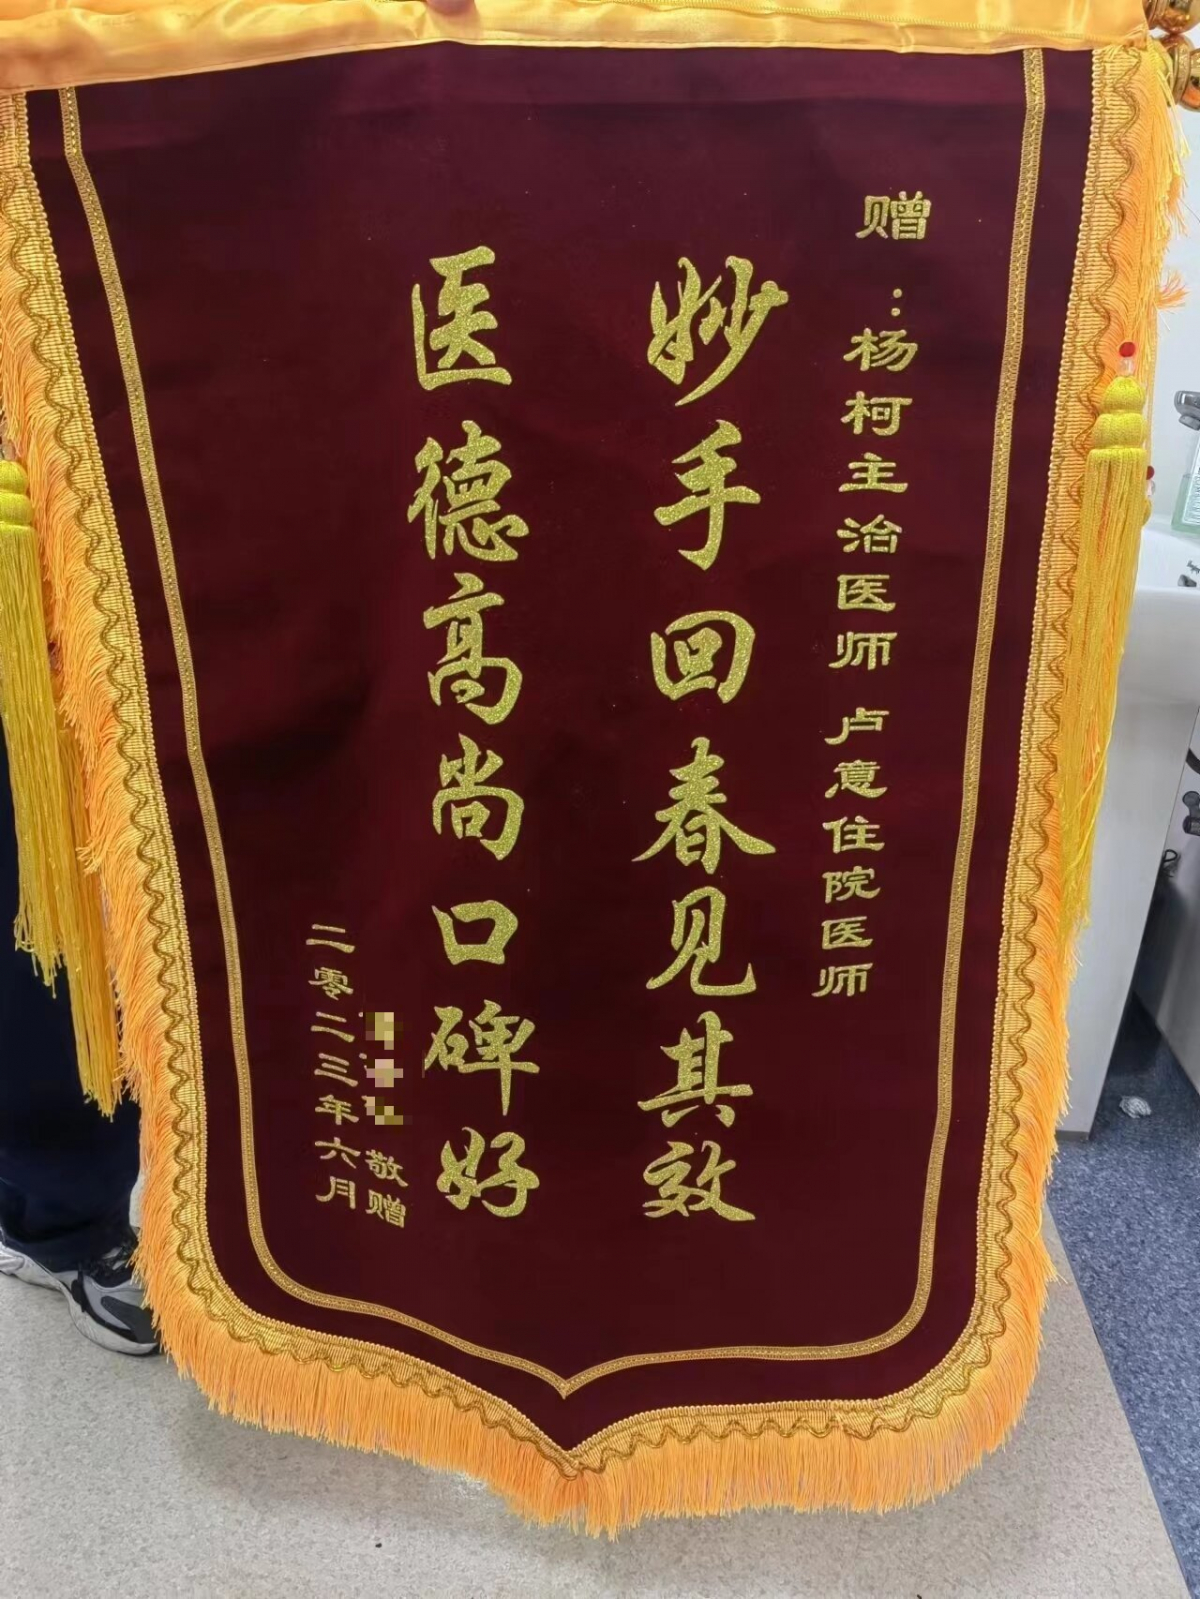 赠：杨柯主治医师 卢意住院医师
妙手回春见其效
医德高尚口碑好
敬赠
二零二三年六月